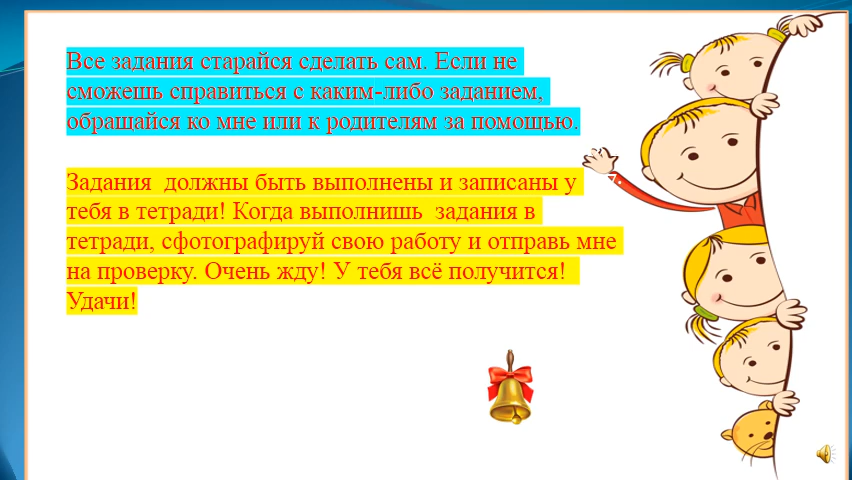 Все задания старайся сделать сам. Если не
сможешь справиться с каким-либо заданием,
обращайся ко мне или к родителям за помощью.
Задания  должны быть выполнены и записаны у
тебя в тетради! Когда выполнишь  задания в
тетради, сфотографируй свою работу и отправь мне
на проверку. Очень жду! У тебя всё получится!
Удачи!